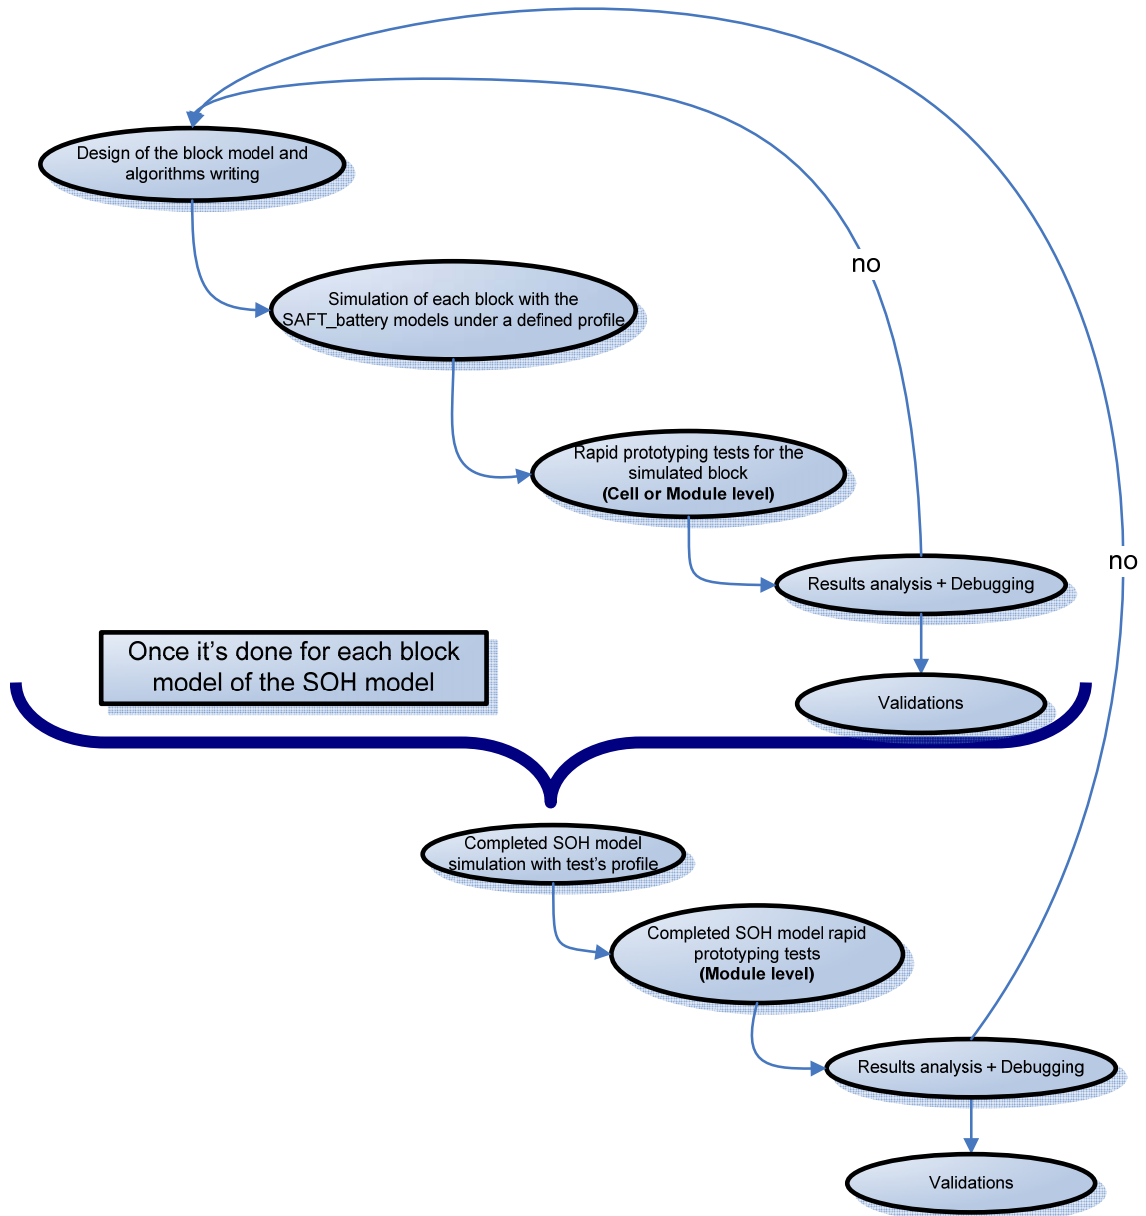 Design of the block model and
algorithms writing
no
Simulation of each block with the
SAFT_battery models under a defined profile
Rapid prototyping tests for the
simulated block
(Cell or Module level)
no
Results analysis + Debugging
Once it's done for each block
model of the SOH model
Validations
Completed SOH model
simulation with test's profile
Completed SOH model rapid
prototyping tests
(Module level)
Results analysis + Debugging
Validations